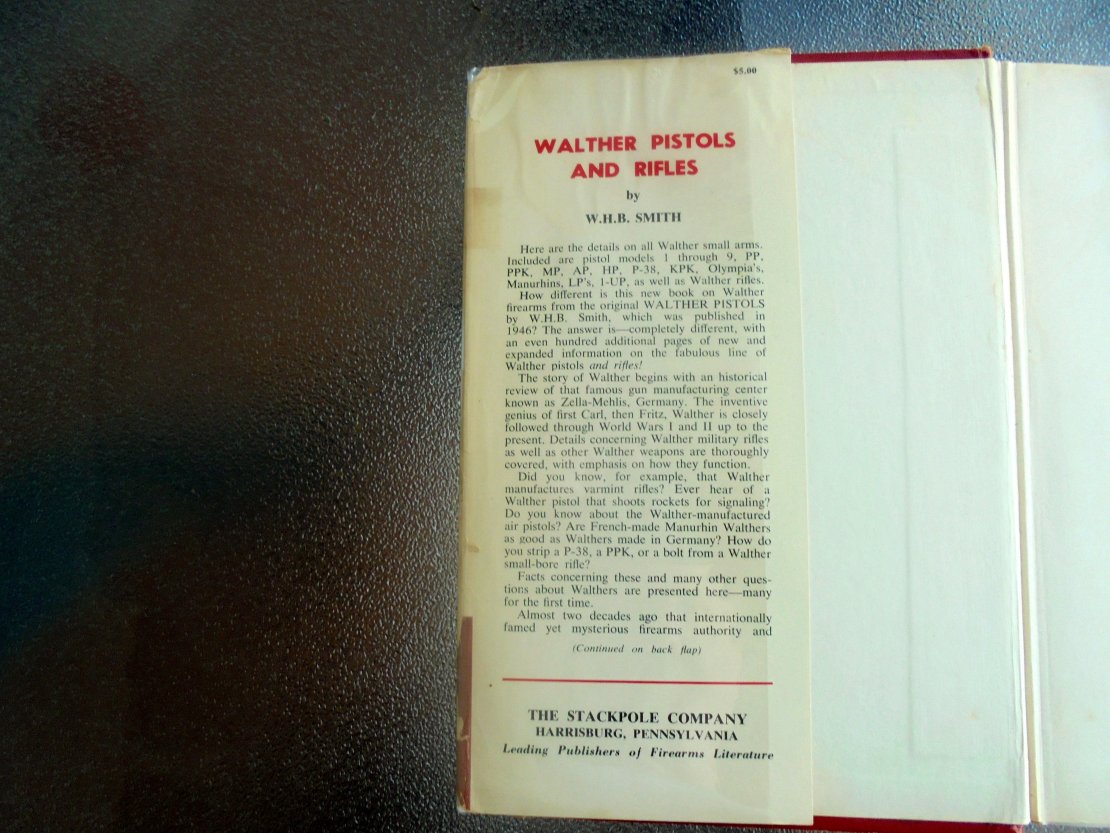 $5.00
WALTHER PISTOLS
AND RIFLES
by
W.H.B. SMITH
Here are the details on all Walther small arms.
Included are pistol models 1 through 9, PP,
PPK, MP, AP, HP, P-38, KPK, Olympia's,
Manurhins, LP's, 1-UP, as well as Walther rifles.
How different is this new book on Walther
firearms from the original WALTHER PISTOLS
by W.H.B. Smith, which was published in
1946? The answer is—completely different, with
an even hundred additional pages of new and
expanded information on the fabulous line of
Walther pistols and rifles!
The story of Walther begins with an historical
review of that famous gun manufacturing center
known as Zella-Mehlis, Germany. The inventive
genius of first Carl, then Fritz, Walther is closely
followed through World Wars I and II up to the
present. Details concerning Walther military rifles
as well as other Walther weapons are thoroughly
covered, with emphasis on how they function.
Did you know, for example, that Walther
manufactures varmint rifles? Ever hear of a
Walther pistol that shoots rockets for signaling?
Do you know about the Walther-manufactured
air pistols? Are French-made Manurhin Walthers
as good as Walthers made in Germany? How do
you strip a P-38, a PPK, or a bolt from a Walther
small-bore rifle?
Facts concerning these and many other ques-
tions about Walthers are presented here—many
for the first time.
Almost two decades ago that internationally
famed yet mysterious firearms authority and
(Continued on back flap)
THE STACKPOLE COMPANY
HARRISBURG, PENNSYLVANIA
Leading Publishers of Firearms Literature